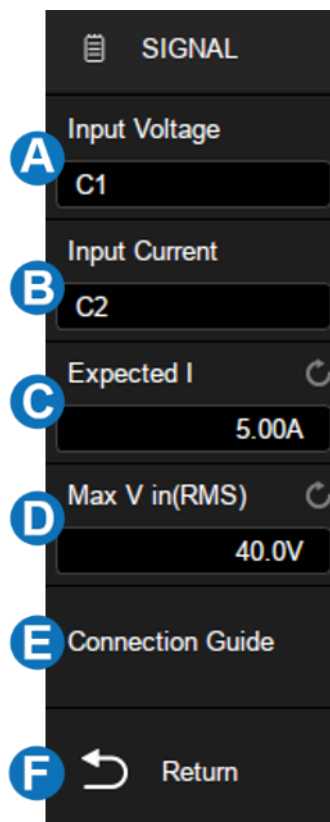 SIGNAL
Input Voltage
A
C1
Input Current
B
C2
Expected I
C
5.00A
Max V in(RMS)
D
40.0V
E Connection Guide
F Return